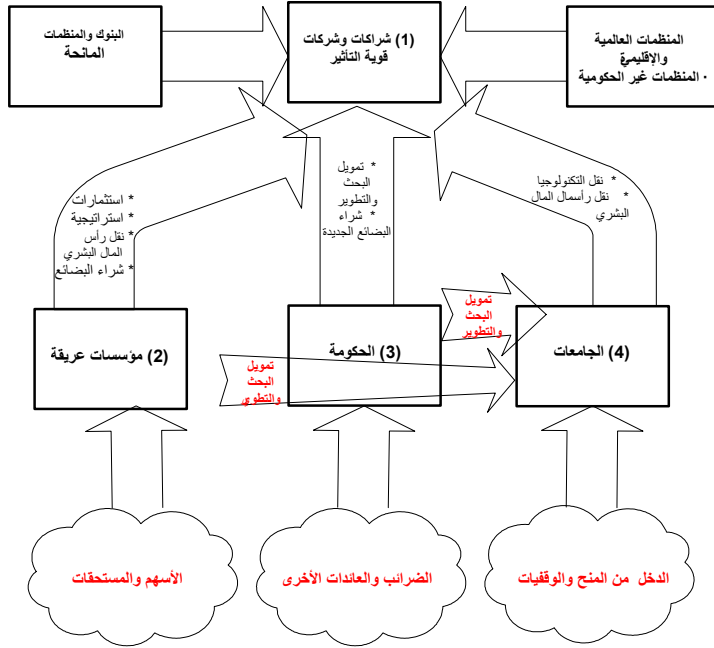 البنوك والمنظمات
المانحة
(1) شراكات وشركات
قوية التأثير
المنظمات العالمية
والإقليمية
· المنظمات غير الحكومية
* استثمارات
* استراتيجية
* نقل رأس
المال البشري
* شراء البضائع
* تمويل
البحث
والتطوير
* شراء
البضائع الجديدة
* نقل التكنولوجيا
* نقل رأسمال المال
البشري
(2) مؤسسات عريقة
(3) الحكومة
(4) الجامعات
تمويل
البحث
والتطوير
تمويل
البحث
والتطوي
الأسهم والمستحقات
الضرائب والعائدات الأخرى
الدخل من المنح والوقفيات